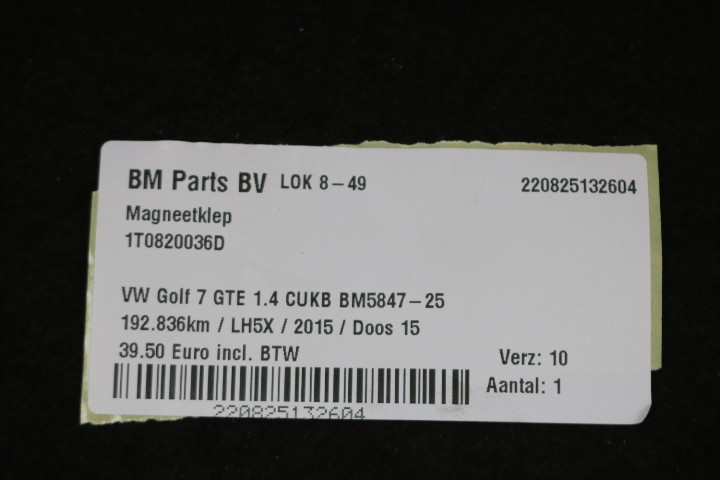 BM Parts BV LOK 8-49 220825132604
Magneetklep
1T0820036D
VW Golf 7 GTE 1.4 CUKB BM5847-25
192.836km / LH5X / 2015 / Doos 15
39.50 Euro incl. BTW Verz: 10
Aantal: 1
220825132604